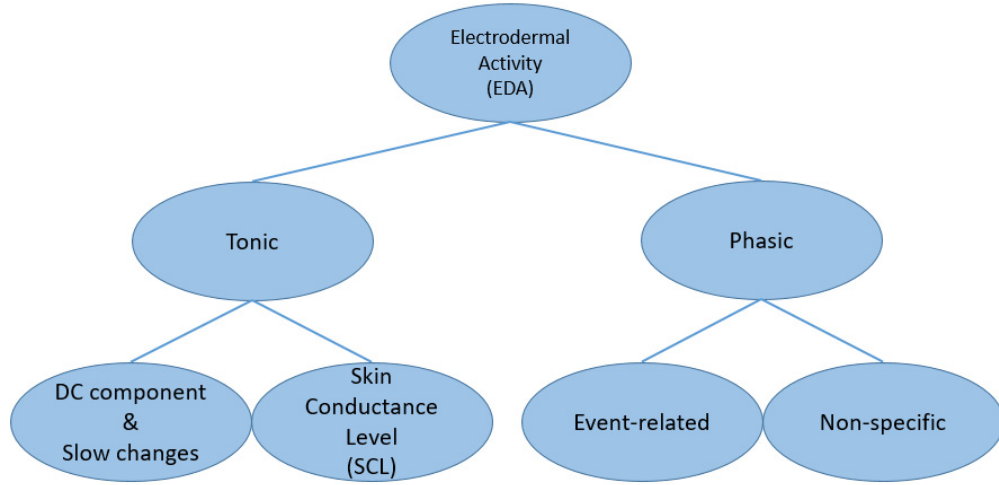 Electrodermal
Activity
(EDA)
Tonic
Phasic
DC component
&
Slow changes
Skin
Conductance
Level
(SCL)
Event-related
Non-specific